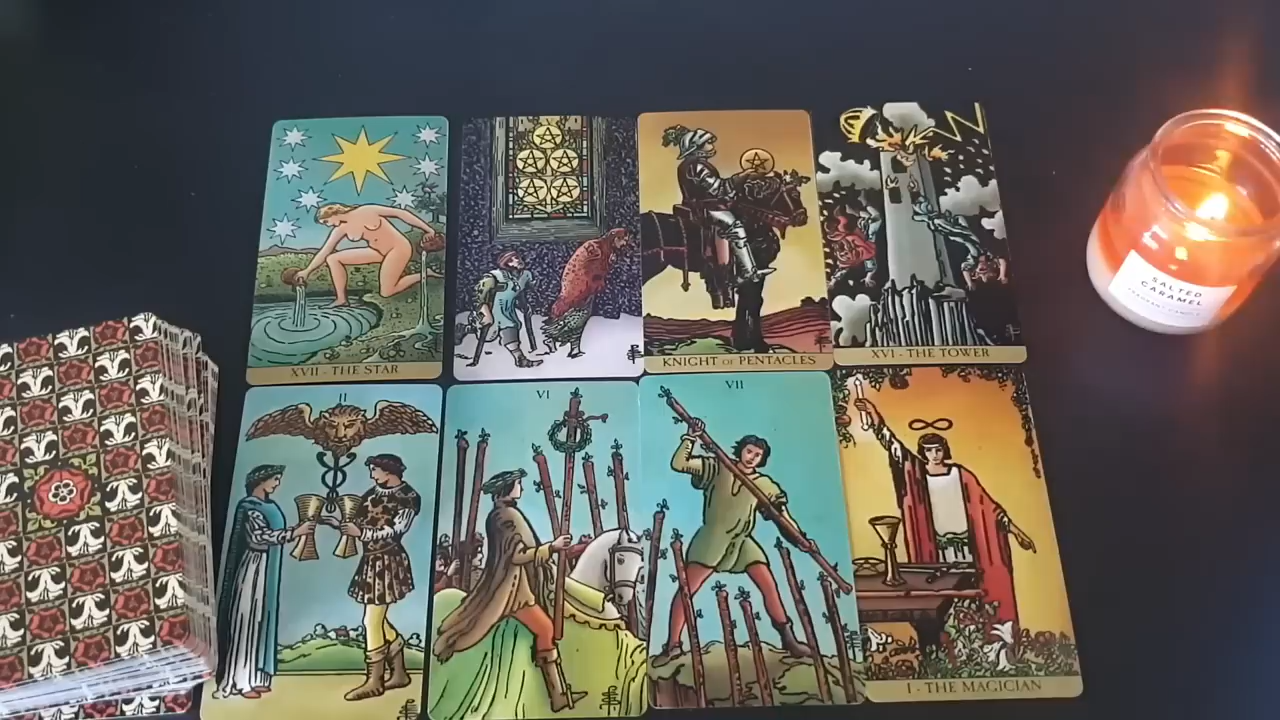 XVII - THE STAR
KNIGHT OF PENTACLES
XVI - THE TOWER
SALTED
CARAMEL
II
VI
VII
I - THE MAGICIAN